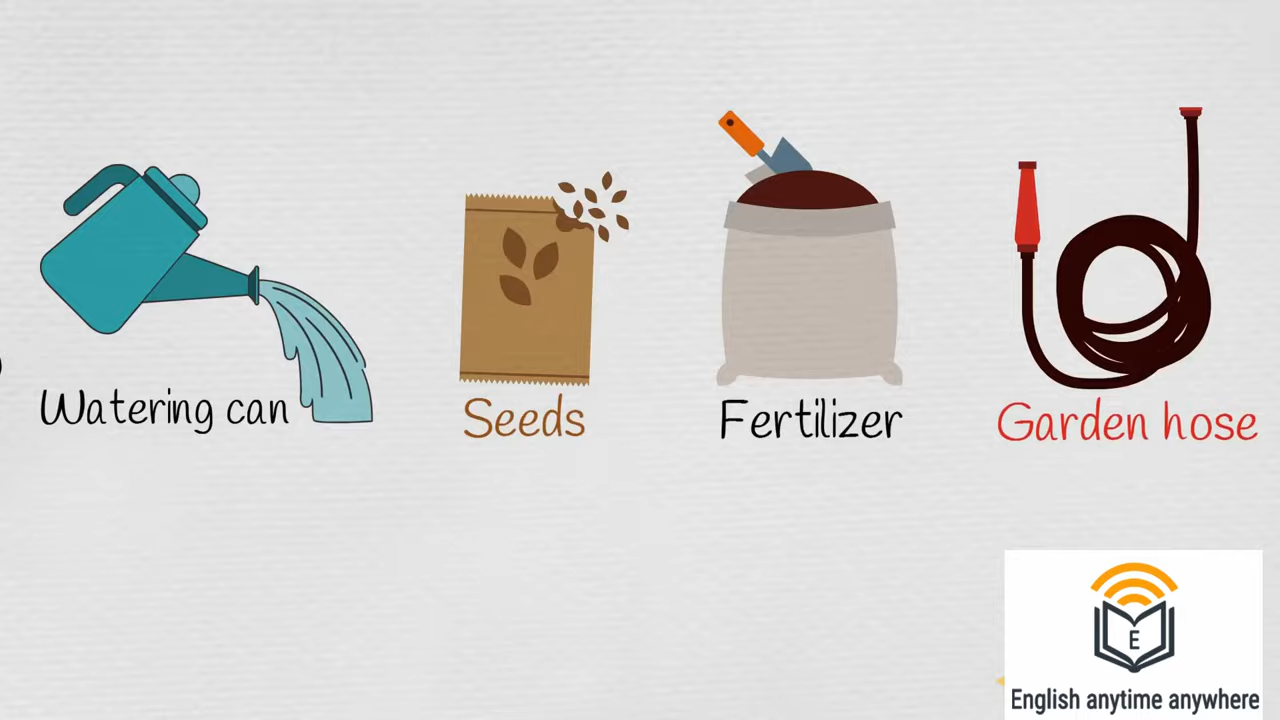 Watering can
Seeds
Fertilizer
Garden hose
E
English anytime anywhere